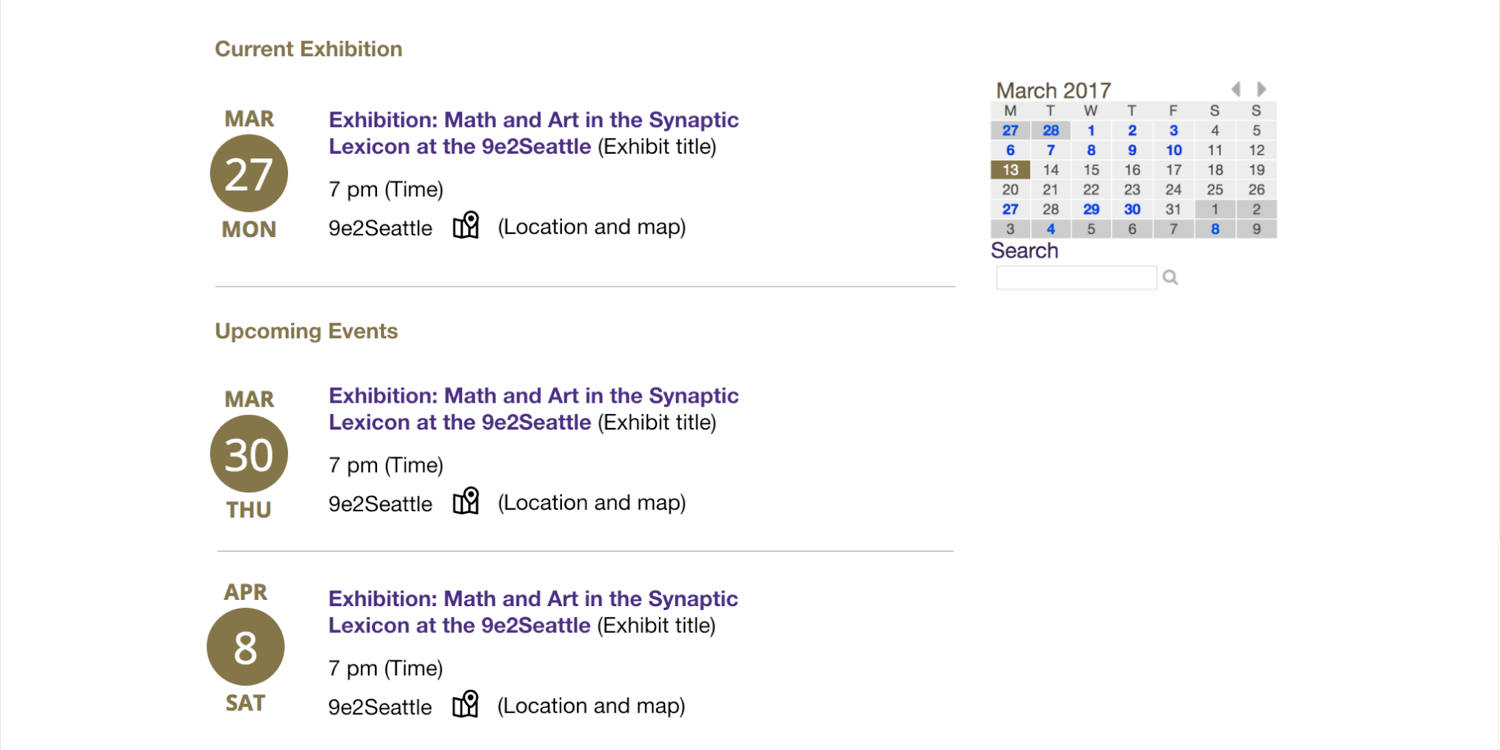 Current Exhibition
MAR
27
MON
Exhibition: Math and Art in the Synaptic
Lexicon at the 9e2Seattle (Exhibit title)
7 pm (Time)
9e2Seattle (Location and map)
March 2017
M T W T F S S
27 28 1 2 3 4 5
6 7 8 9 10 11 12
13 14 15 16 17 18 19
20 21 22 23 24 25 26
27 28 29 30 31 1 2
3 4 5 6 7 8 9
Search
Upcoming Events
MAR
30
THU
Exhibition: Math and Art in the Synaptic
Lexicon at the 9e2Seattle (Exhibit title)
7 pm (Time)
9e2Seattle (Location and map)
APR
8
SAT
Exhibition: Math and Art in the Synaptic
Lexicon at the 9e2Seattle (Exhibit title)
7 pm (Time)
9e2Seattle (Location and map)